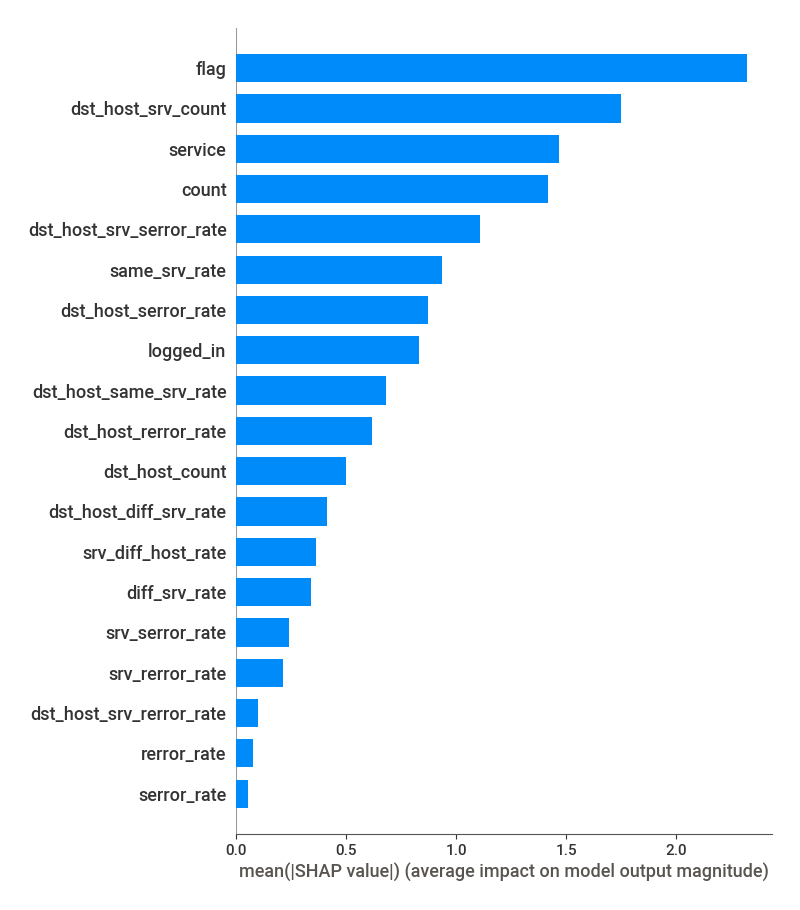 flag
dst_host_srv_count
service
count
dst_host_srv_serror_rate
same_srv_rate
dst_host_serror_rate
logged_in
dst_host_same_srv_rate
dst_host_rerror_rate
dst_host_count
dst_host_diff_srv_rate
srv_diff_host_rate
diff_srv_rate
srv_serror_rate
srv_rerror_rate
dst_host_srv_rerror_rate
rerror_rate
serror_rate
0.0 0.5 1.0 1.5 2.0
mean(|SHAP value|) (average impact on model output magnitude)